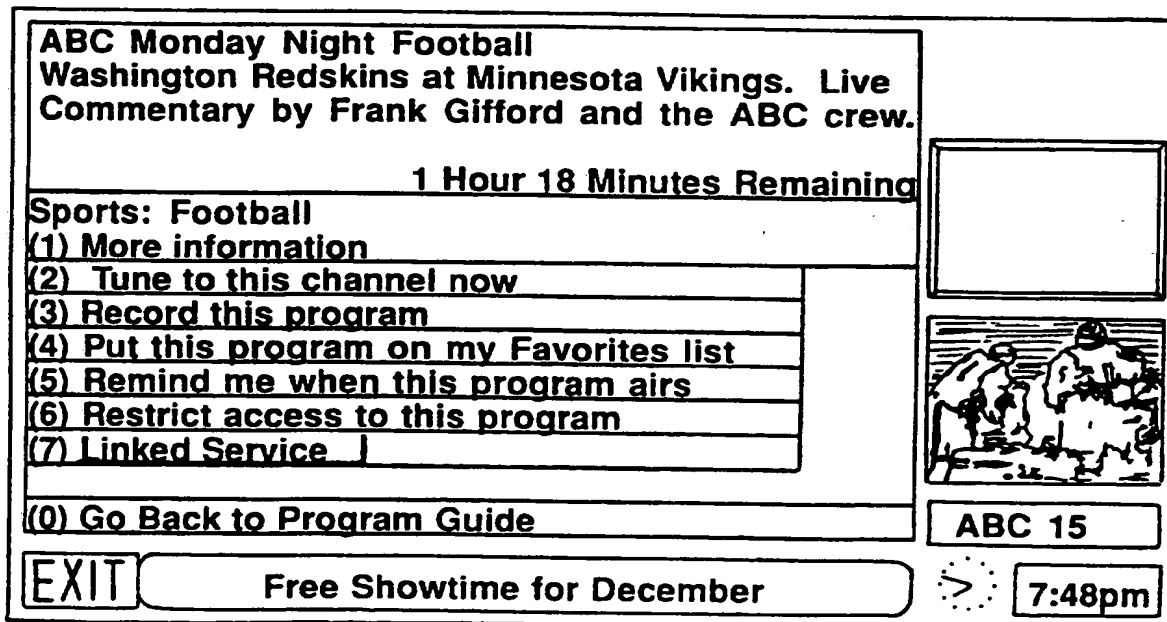 ABC Monday Night Football
Washington Redskins at Minnesota Vikings. Live
Commentary by Frank Gifford and the ABC crew.
1 Hour 18 Minutes Remaining
Sports: Football
(1) More information
(2) Tune to this channel now
(3) Record this program
(4) Put this program on my Favorites list
(5) Remind me when this program airs
(6) Restrict access to this program
(7) Linked Service
(0) Go Back to Program Guide
ABC 15
EXIT
Free Showtime for December
7:48pm